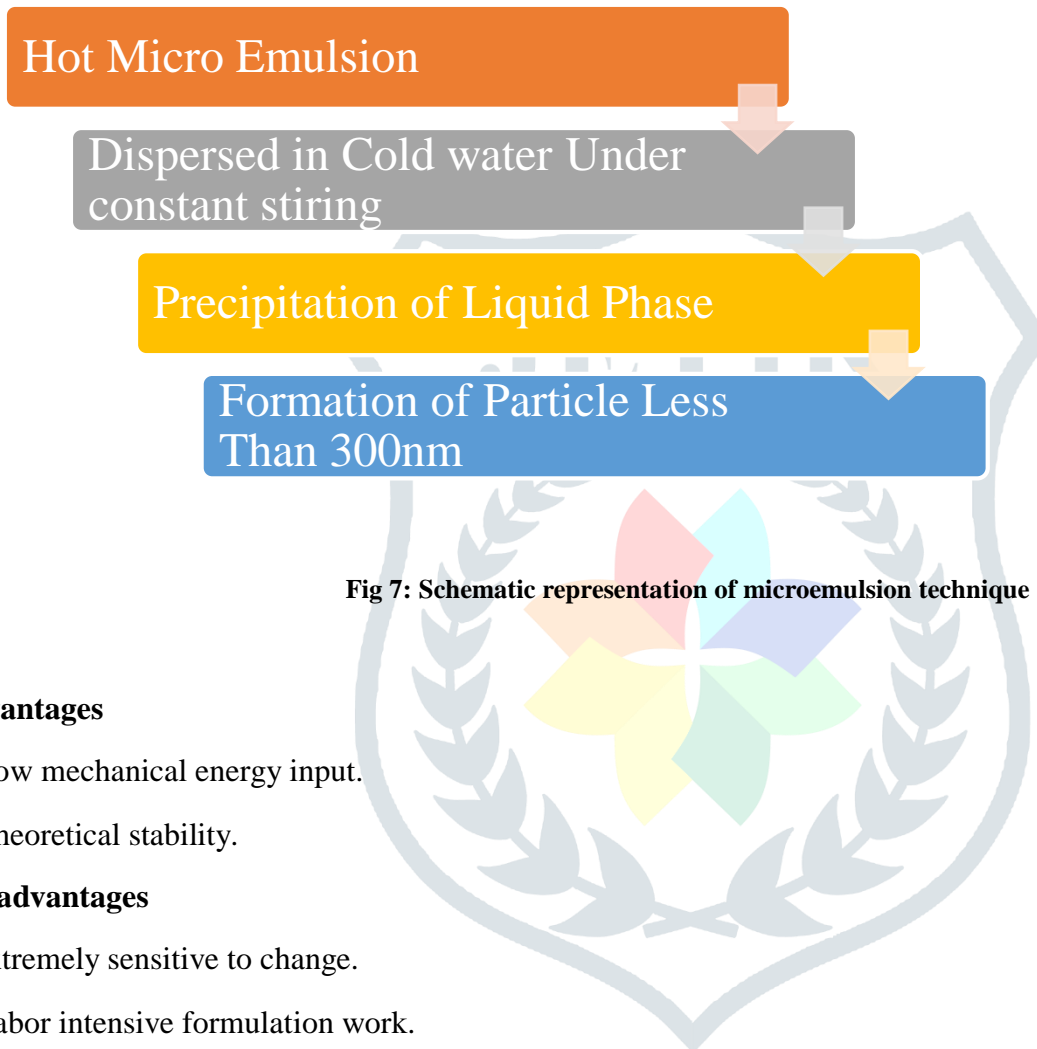 Hot Micro Emulsion
Dispersed in Cold water Under
constant stiring
Precipitation of Liquid Phase
Formation of Particle Less
Than 300nm
Fig 7: Schematic representation of microemulsion technique
antages
ow mechanical energy input.
heoretical stability.
advantages
tremely sensitive to change.
abor intensive formulation work.